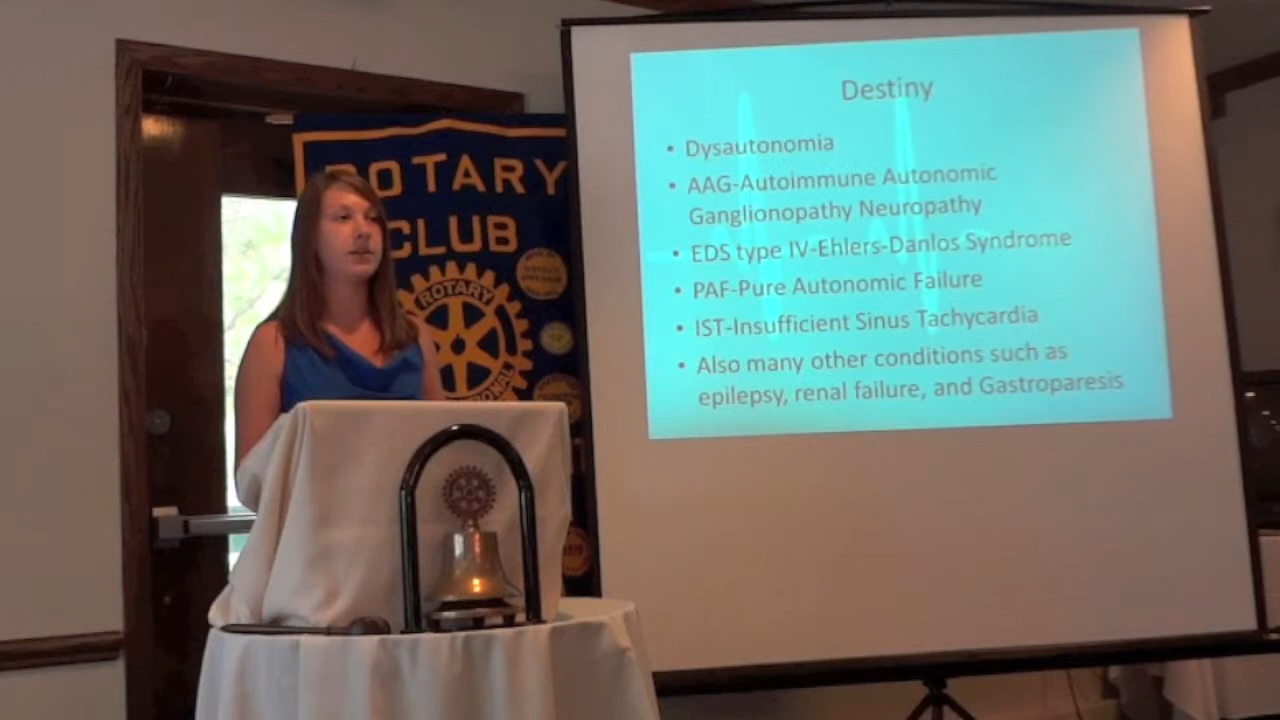 ROTARY
CLUB
ROTARY
Destiny
• Dysautonomia
• AAG-Autoimmune Autonomic
Ganglionopathy Neuropathy
• EDS type IV-Ehlers-Danlos Syndrome
• PAF-Pure Autonomic Failure
• IST-Insufficient Sinus Tachycardia
• Also many other conditions such as
epilepsy, renal failure, and Gastroparesis